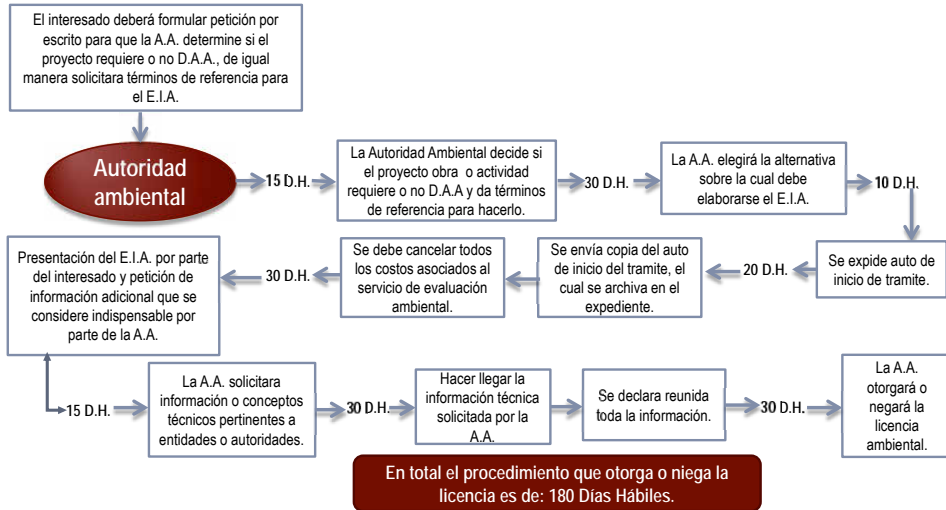 El interesado deberá formular petición por
escrito para que la A.A. determine si el
proyecto requiere o no D.A.A., de igual
manera solicitara términos de referencia para
el E.I.A.
Autoridad
ambiental
15 D.H.
La Autoridad Ambiental decide si
el proyecto obra o actividad
requiere o no D.A.A y da términos
de referencia para hacerlo.
30 D.H.
La A.A. elegirá la alternativa
sobre la cual debe
elaborarse el E.I.A.
10 D.H.
Se expide auto de
inicio de tramite.
20 D.H.
Se envía copia del auto
de inicio del tramite, el
cual se archiva en el
expediente.
Se debe cancelar todos
los costos asociados al
servicio de evaluación
ambiental.
30 D.H.
Presentación del E.I.A. por parte
del interesado y petición de
información adicional que se
considere indispensable por
parte de la A.A.
15 D.H.
La A.A. solicitara
información o conceptos
técnicos pertinentes a
entidades o autoridades.
30 D.H.
Hacer llegar la
información técnica
solicitada por la
A.A.
Se declara reunida
toda la información.
30 D.H.
La A.A.
otorgará o
negará la
licencia
ambiental.
En total el procedimiento que otorga o niega la
licencia es de: 180 Días Hábiles.